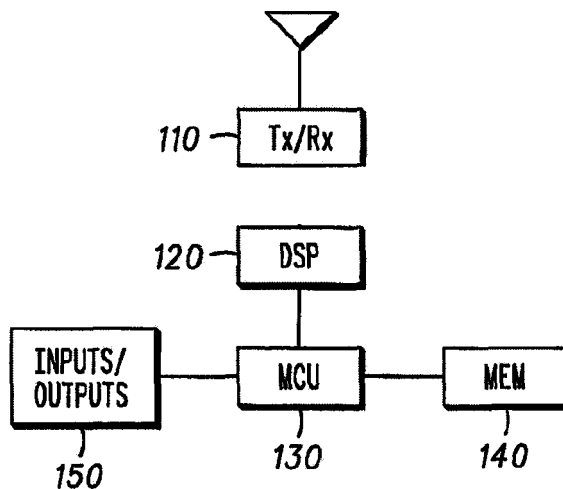 110
Tx/Rx
120
DSP
INPUTS/
OUTPUTS
MCU
MEM
150
130
140